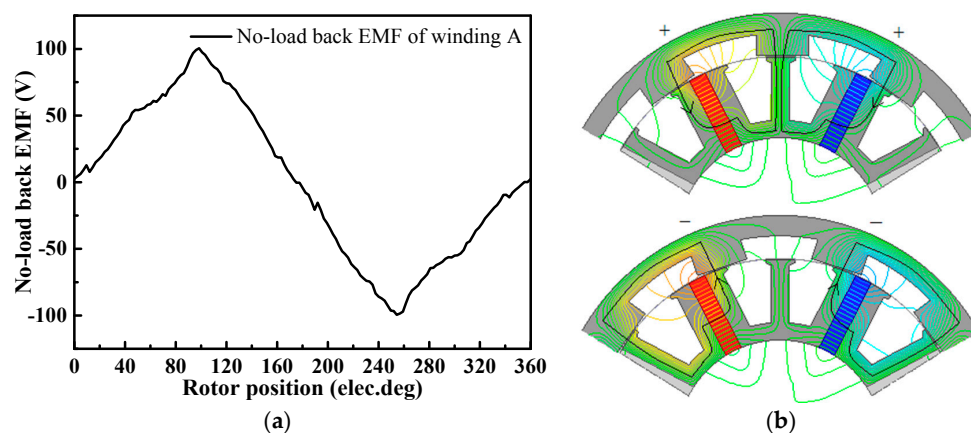 No-load back EMF (V)
100
50
0
-50
-100
No-load back EMF of winding A
0 40 80 120 160 200 240 280 320 360
Rotor position (elec.deg)
(a)
+ +
− −
(b)